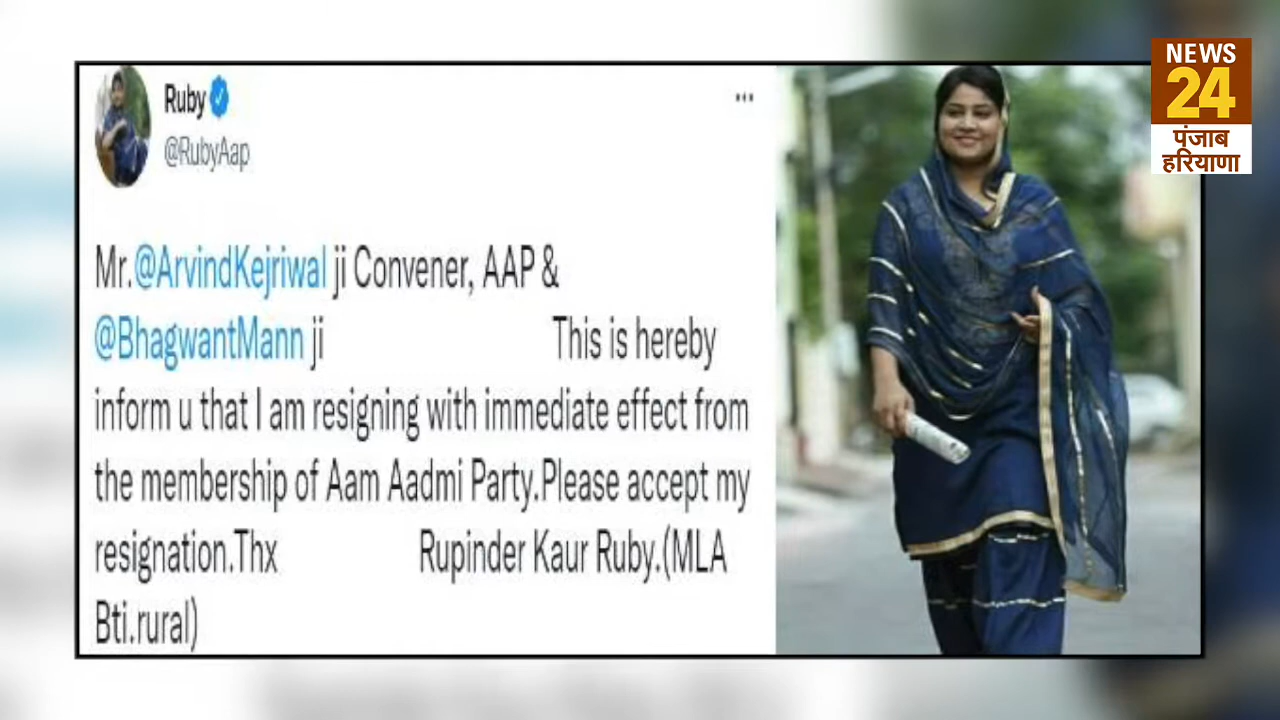 Ruby
@RubyAap
Mr.@ArvindKejriwal ji Convener, AAP &
@BhagwantMann ji This is hereby
inform u that I am resigning with immediate effect from
the membership of Aam Aadmi Party.Please accept my
resignation.Thx Rupinder Kaur Ruby.(MLA
Bti.rural)
NEWS
24
पंजाब
हरियाणा